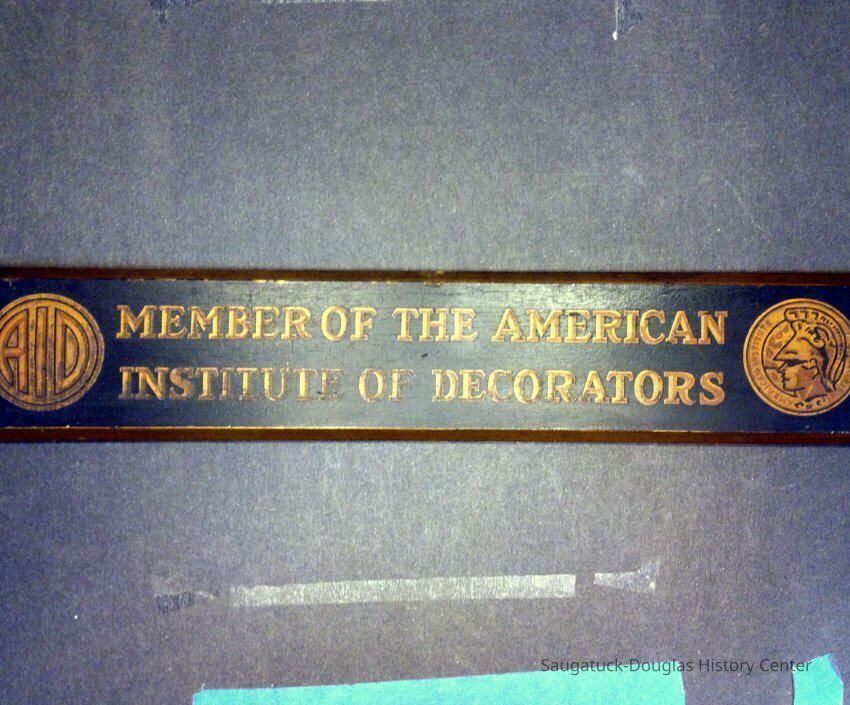 AID
MEMBER OF THE AMERICAN
INSTITUTE OF DECORATORS
Saugatuck-Douglas History Center